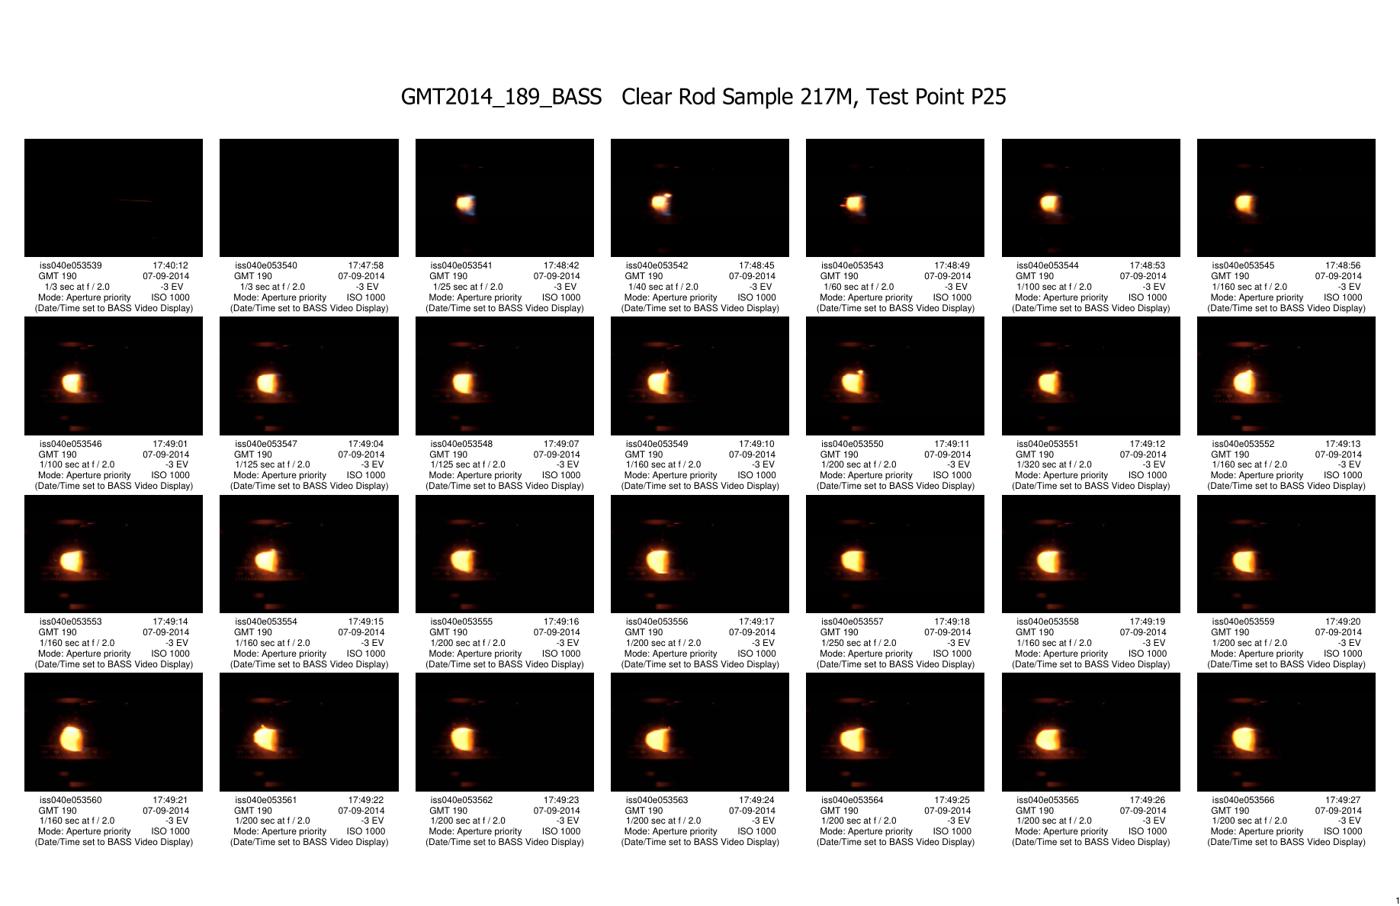 GMT2014_189_BASS Clear Rod Sample 217M, Test Point P25
iss040e053539 17:40:12
GMT 190 07-09-2014
1/3 sec at f / 2.0 -3 EV
Mode: Aperture priority ISO 1000
(Date/Time set to BASS Video Display)
iss040e053540 17:47:58
GMT 190 07-09-2014
1/3 sec at f / 2.0 -3 EV
Mode: Aperture priority ISO 1000
(Date/Time set to BASS Video Display)
iss040e053541 17:48:42
GMT 190 07-09-2014
1/25 sec at f / 2.0 -3 EV
Mode: Aperture priority ISO 1000
(Date/Time set to BASS Video Display)
iss040e053542 17:48:45
GMT 190 07-09-2014
1/40 sec at f / 2.0 -3 EV
Mode: Aperture priority ISO 1000
(Date/Time set to BASS Video Display)
iss040e053543 17:48:49
GMT 190 07-09-2014
1/60 sec at f / 2.0 -3 EV
Mode: Aperture priority ISO 1000
(Date/Time set to BASS Video Display)
iss040e053544 17:48:53
GMT 190 07-09-2014
1/100 sec at f / 2.0 -3 EV
Mode: Aperture priority ISO 1000
(Date/Time set to BASS Video Display)
iss040e053545 17:48:56
GMT 190 07-09-2014
1/160 sec at f / 2.0 -3 EV
Mode: Aperture priority ISO 1000
(Date/Time set to BASS Video Display)
iss040e053546 17:49:01
GMT 190 07-09-2014
1/100 sec at f / 2.0 -3 EV
Mode: Aperture priority ISO 1000
(Date/Time set to BASS Video Display)
iss040e053547 17:49:04
GMT 190 07-09-2014
1/125 sec at f / 2.0 -3 EV
Mode: Aperture priority ISO 1000
(Date/Time set to BASS Video Display)
iss040e053548 17:49:07
GMT 190 07-09-2014
1/125 sec at f / 2.0 -3 EV
Mode: Aperture priority ISO 1000
(Date/Time set to BASS Video Display)
iss040e053549 17:49:10
GMT 190 07-09-2014
1/160 sec at f / 2.0 -3 EV
Mode: Aperture priority ISO 1000
(Date/Time set to BASS Video Display)
iss040e053550 17:49:11
GMT 190 07-09-2014
1/200 sec at f / 2.0 -3 EV
Mode: Aperture priority ISO 1000
(Date/Time set to BASS Video Display)
iss040e053551 17:49:12
GMT 190 07-09-2014
1/320 sec at f / 2.0 -3 EV
Mode: Aperture priority ISO 1000
(Date/Time set to BASS Video Display)
iss040e053552 17:49:13
GMT 190 07-09-2014
1/160 sec at f / 2.0 -3 EV
Mode: Aperture priority ISO 1000
(Date/Time set to BASS Video Display)
iss040e053553 17:49:14
GMT 190 07-09-2014
1/160 sec at f / 2.0 -3 EV
Mode: Aperture priority ISO 1000
(Date/Time set to BASS Video Display)
iss040e053554 17:49:15
GMT 190 07-09-2014
1/160 sec at f / 2.0 -3 EV
Mode: Aperture priority ISO 1000
(Date/Time set to BASS Video Display)
iss040e053555 17:49:16
GMT 190 07-09-2014
1/200 sec at f / 2.0 -3 EV
Mode: Aperture priority ISO 1000
(Date/Time set to BASS Video Display)
iss040e053556 17:49:17
GMT 190 07-09-2014
1/200 sec at f / 2.0 -3 EV
Mode: Aperture priority ISO 1000
(Date/Time set to BASS Video Display)
iss040e053557 17:49:18
GMT 190 07-09-2014
1/250 sec at f / 2.0 -3 EV
Mode: Aperture priority ISO 1000
(Date/Time set to BASS Video Display)
iss040e053558 17:49:19
GMT 190 07-09-2014
1/160 sec at f / 2.0 -3 EV
Mode: Aperture priority ISO 1000
(Date/Time set to BASS Video Display)
iss040e053559 17:49:20
GMT 190 07-09-2014
1/200 sec at f / 2.0 -3 EV
Mode: Aperture priority ISO 1000
(Date/Time set to BASS Video Display)
iss040e053560 17:49:21
GMT 190 07-09-2014
1/160 sec at f / 2.0 -3 EV
Mode: Aperture priority ISO 1000
(Date/Time set to BASS Video Display)
iss040e053561 17:49:22
GMT 190 07-09-2014
1/200 sec at f / 2.0 -3 EV
Mode: Aperture priority ISO 1000
(Date/Time set to BASS Video Display)
iss040e053562 17:49:23
GMT 190 07-09-2014
1/200 sec at f / 2.0 -3 EV
Mode: Aperture priority ISO 1000
(Date/Time set to BASS Video Display)
iss040e053563 17:49:24
GMT 190 07-09-2014
1/200 sec at f / 2.0 -3 EV
Mode: Aperture priority ISO 1000
(Date/Time set to BASS Video Display)
iss040e053564 17:49:25
GMT 190 07-09-2014
1/200 sec at f / 2.0 -3 EV
Mode: Aperture priority ISO 1000
(Date/Time set to BASS Video Display)
iss040e053565 17:49:26
GMT 190 07-09-2014
1/200 sec at f / 2.0 -3 EV
Mode: Aperture priority ISO 1000
(Date/Time set to BASS Video Display)
iss040e053566 17:49:27
GMT 190 07-09-2014
1/200 sec at f / 2.0 -3 EV
Mode: Aperture priority ISO 1000
(Date/Time set to BASS Video Display)